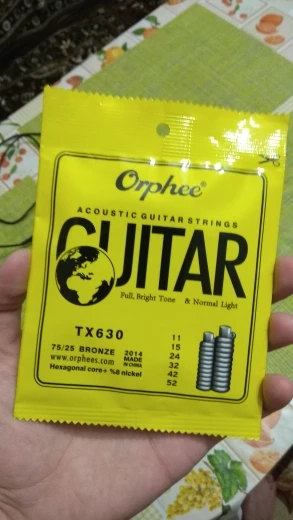 Orphee®
ACOUSTIC GUITAR STRINGS
GUITAR
Full, Bright Tone & Normal Light
TX630
75/25 BRONZE
www.orphees.com
2014
MADE
IN CHINA
Hexagonal core+ %8 nickel
11
15
24
32
42
52